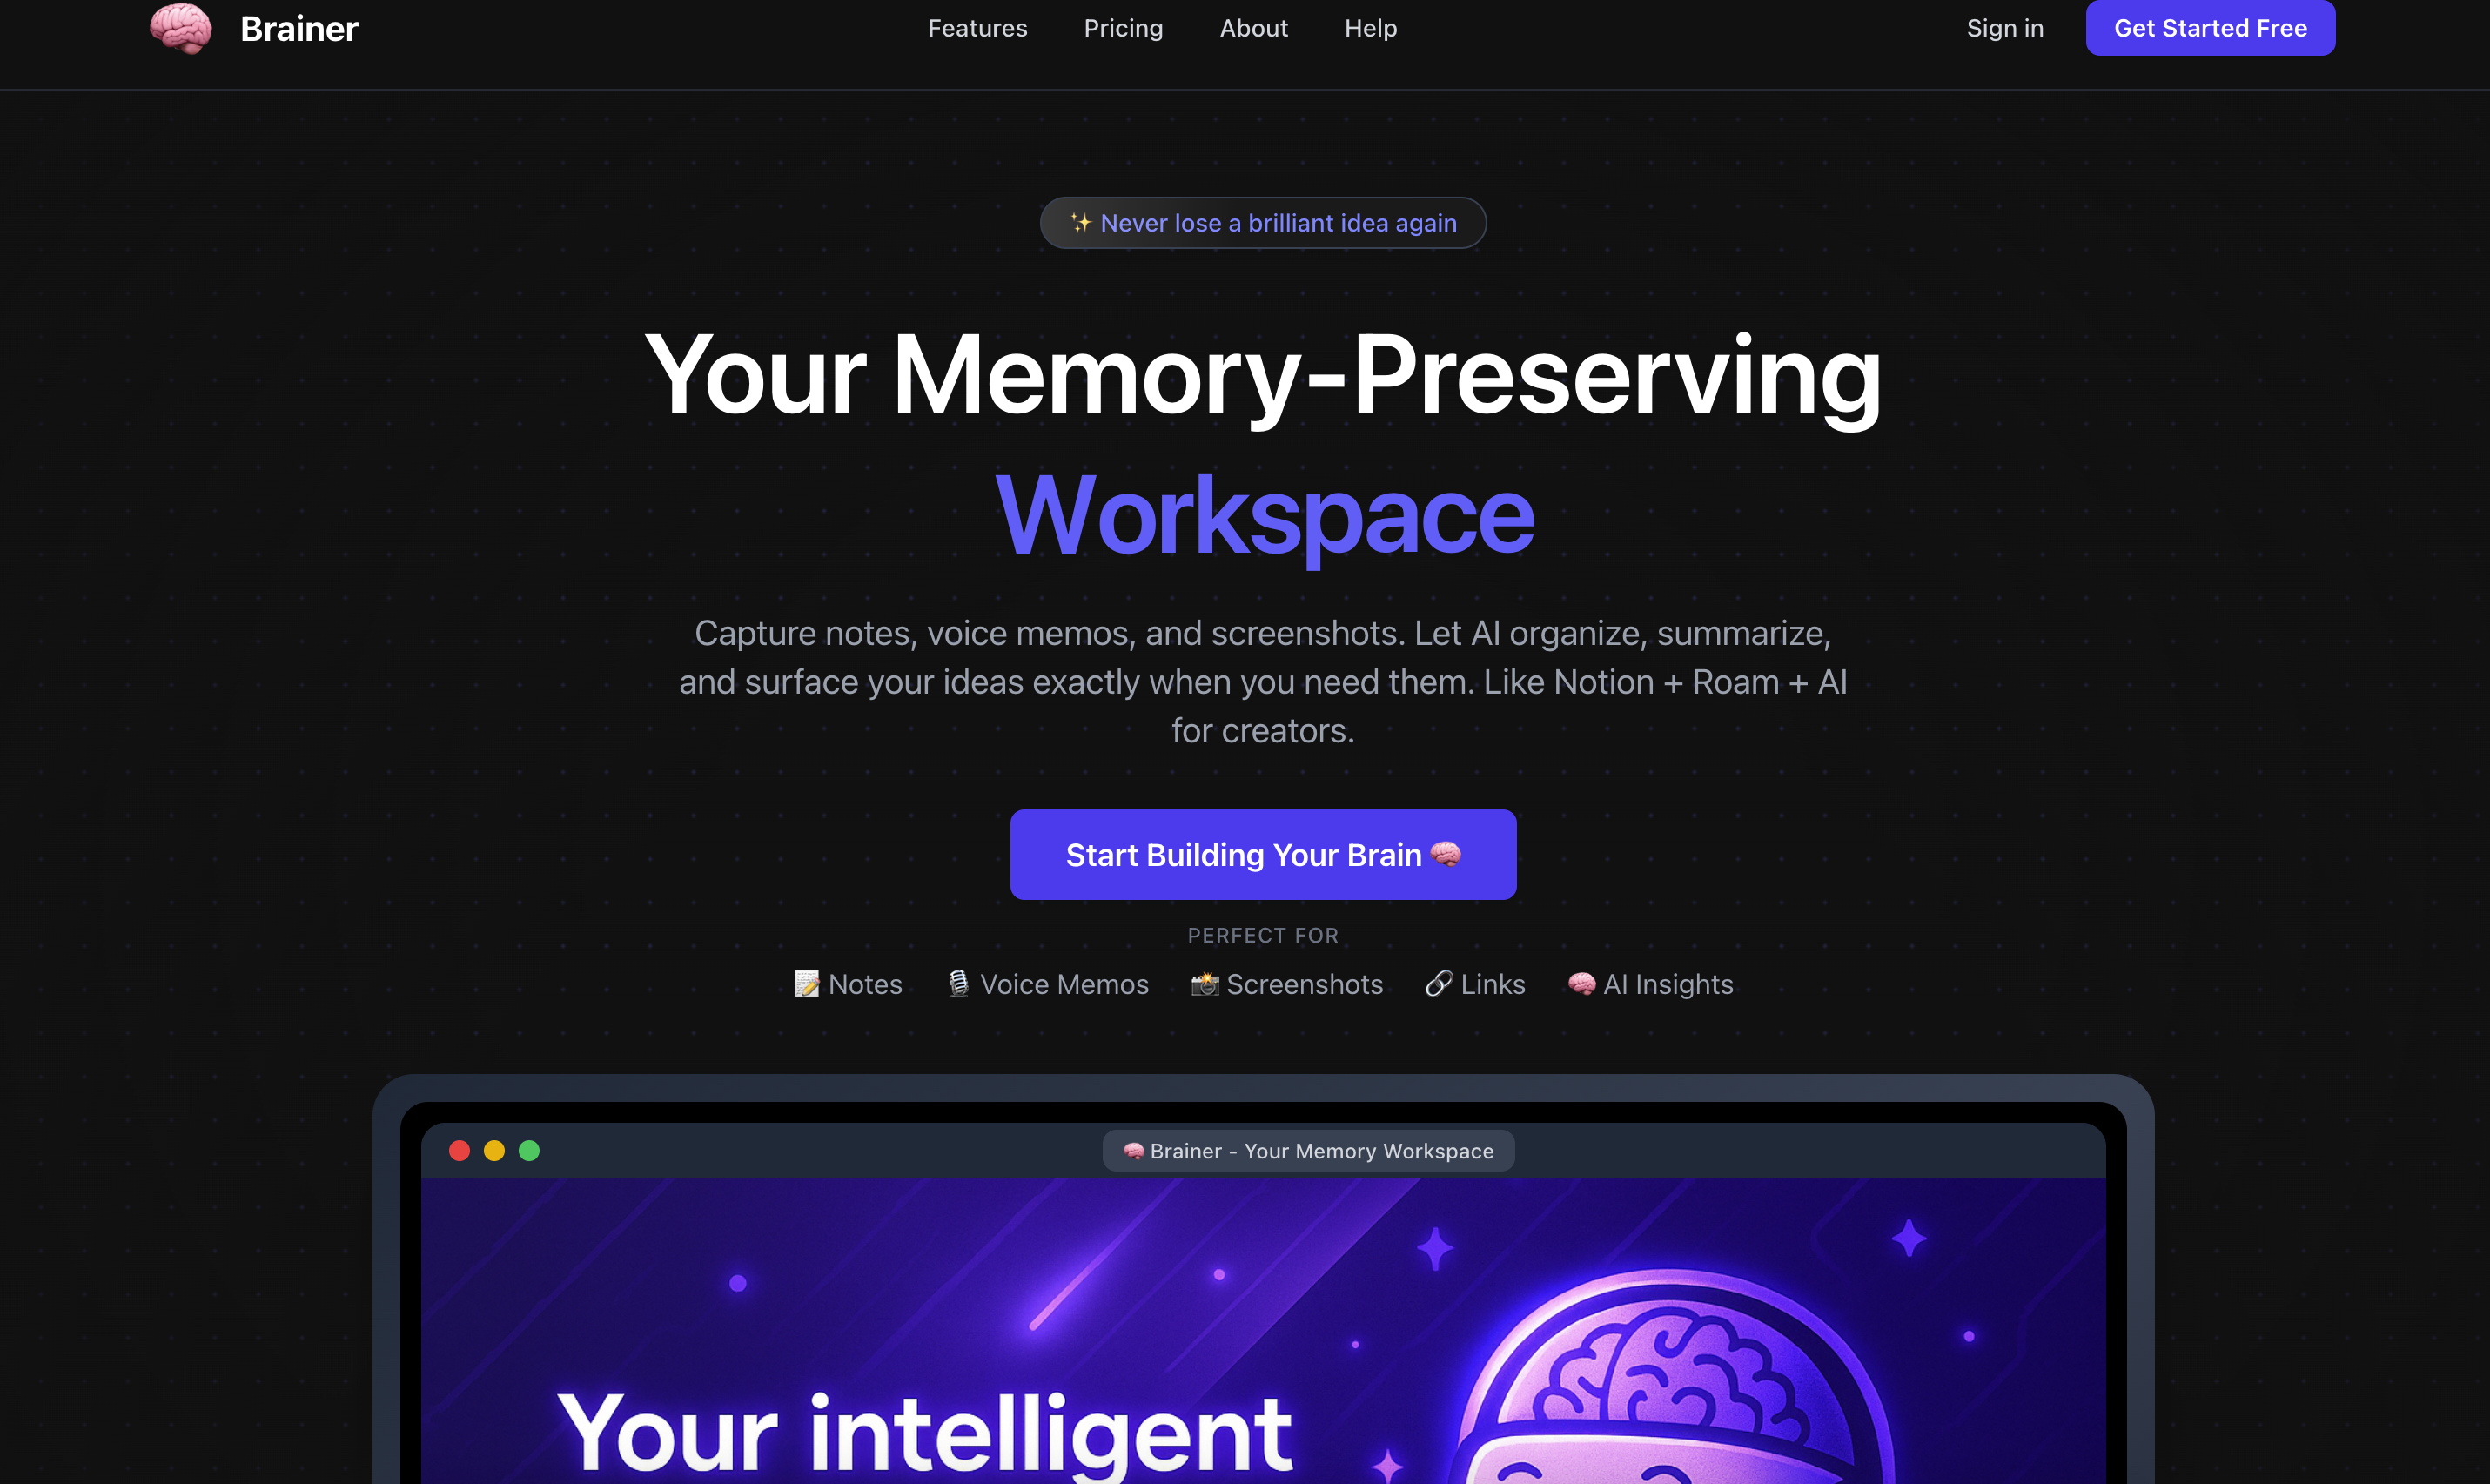 🧠 Brainer
Features
Pricing
About
Help
Sign in
Get Started Free
✨ Never lose a brilliant idea again
Your Memory-Preserving
Workspace
Capture notes, voice memos, and screenshots. Let AI organize, summarize,
and surface your ideas exactly when you need them. Like Notion + Roam + AI
for creators.
Start Building Your Brain 🧠
PERFECT FOR
📝 Notes
🎙️ Voice Memos
📸 Screenshots
🔗 Links
🧠 AI Insights
🧠 Brainer - Your Memory Workspace
Your intelligent